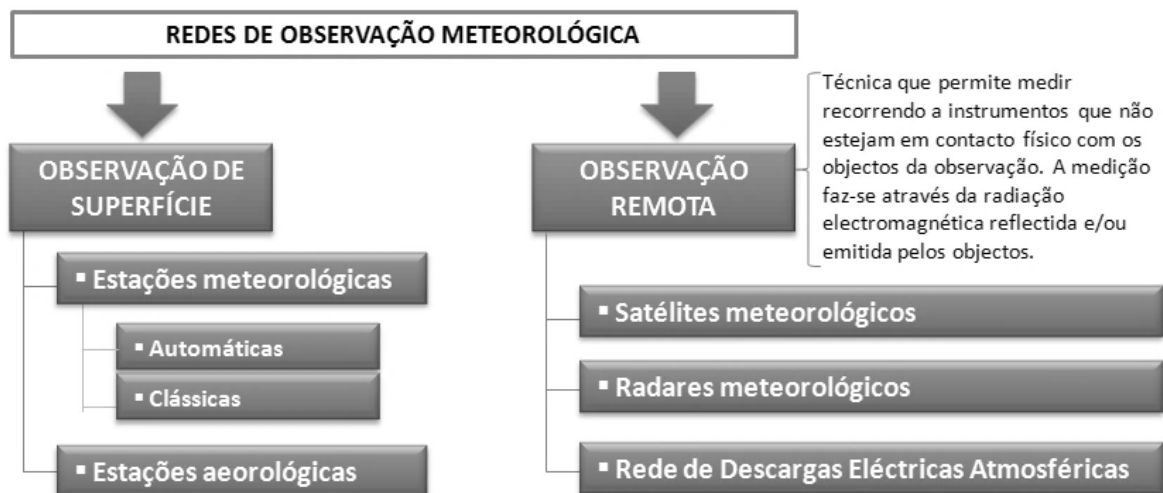 REDES DE OBSERVAÇÃO METEOROLÓGICA
OBSERVAÇÃO DE
SUPERFÍCIE
▪ Estações meteorológicas
▪ Automáticas
▪ Clássicas
▪ Estações aeorológicas
OBSERVAÇÃO
REMOTA
Técnica que permite medir
recorrendo a instrumentos que não
estejam em contacto físico com os
objectos da observação. A medição
faz-se através da radiação
electromagnética reflectida e/ou
emitida pelos objectos.
▪ Satélites meteorológicos
▪ Radares meteorológicos
▪ Rede de Descargas Eléctricas Atmosféricas